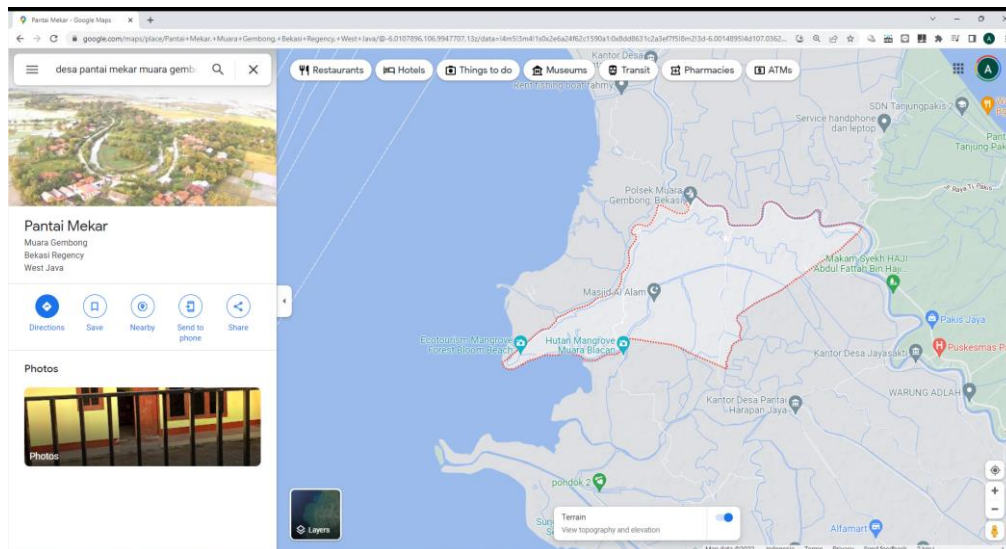 Pantai Mekar - Google Maps
google.com/maps/place/Pantai+Mekar,+Muara+Gembong,+Bekasi+Regency,+West+Java/
desa pantai mekar muara gemb
Restaurants
Hotels
Things to do
Museums
Transit
Pharmacies
ATMs
A
Pantai Mekar
Muara Gembong
Bekasi Regency
West Java
Directions
Save
Nearby
Send to
phone
Share
Photos
Photos
Kantor Desa
SDN Tanjungpakis 2
Service handphone
dan leptop
Pant
Tanjung Pak
Polsek Muara
Gembong, Bekasi
Makam Syekh HAJI
Abdul Fattah Bin Haji...
Masjid Al Alam
Pakis Jaya
Ecotourism Mangrove
Forest Bloom Beach
Hutan Mangrove
Muara Blacan
Puskesmas P
Kantor Desa Jayasakti
WARUNG ADLAH
Kantor Desa Pantai
Harapan Jaya
pondok 2
Layers
Terrain
View topography and elevation
Alfamart